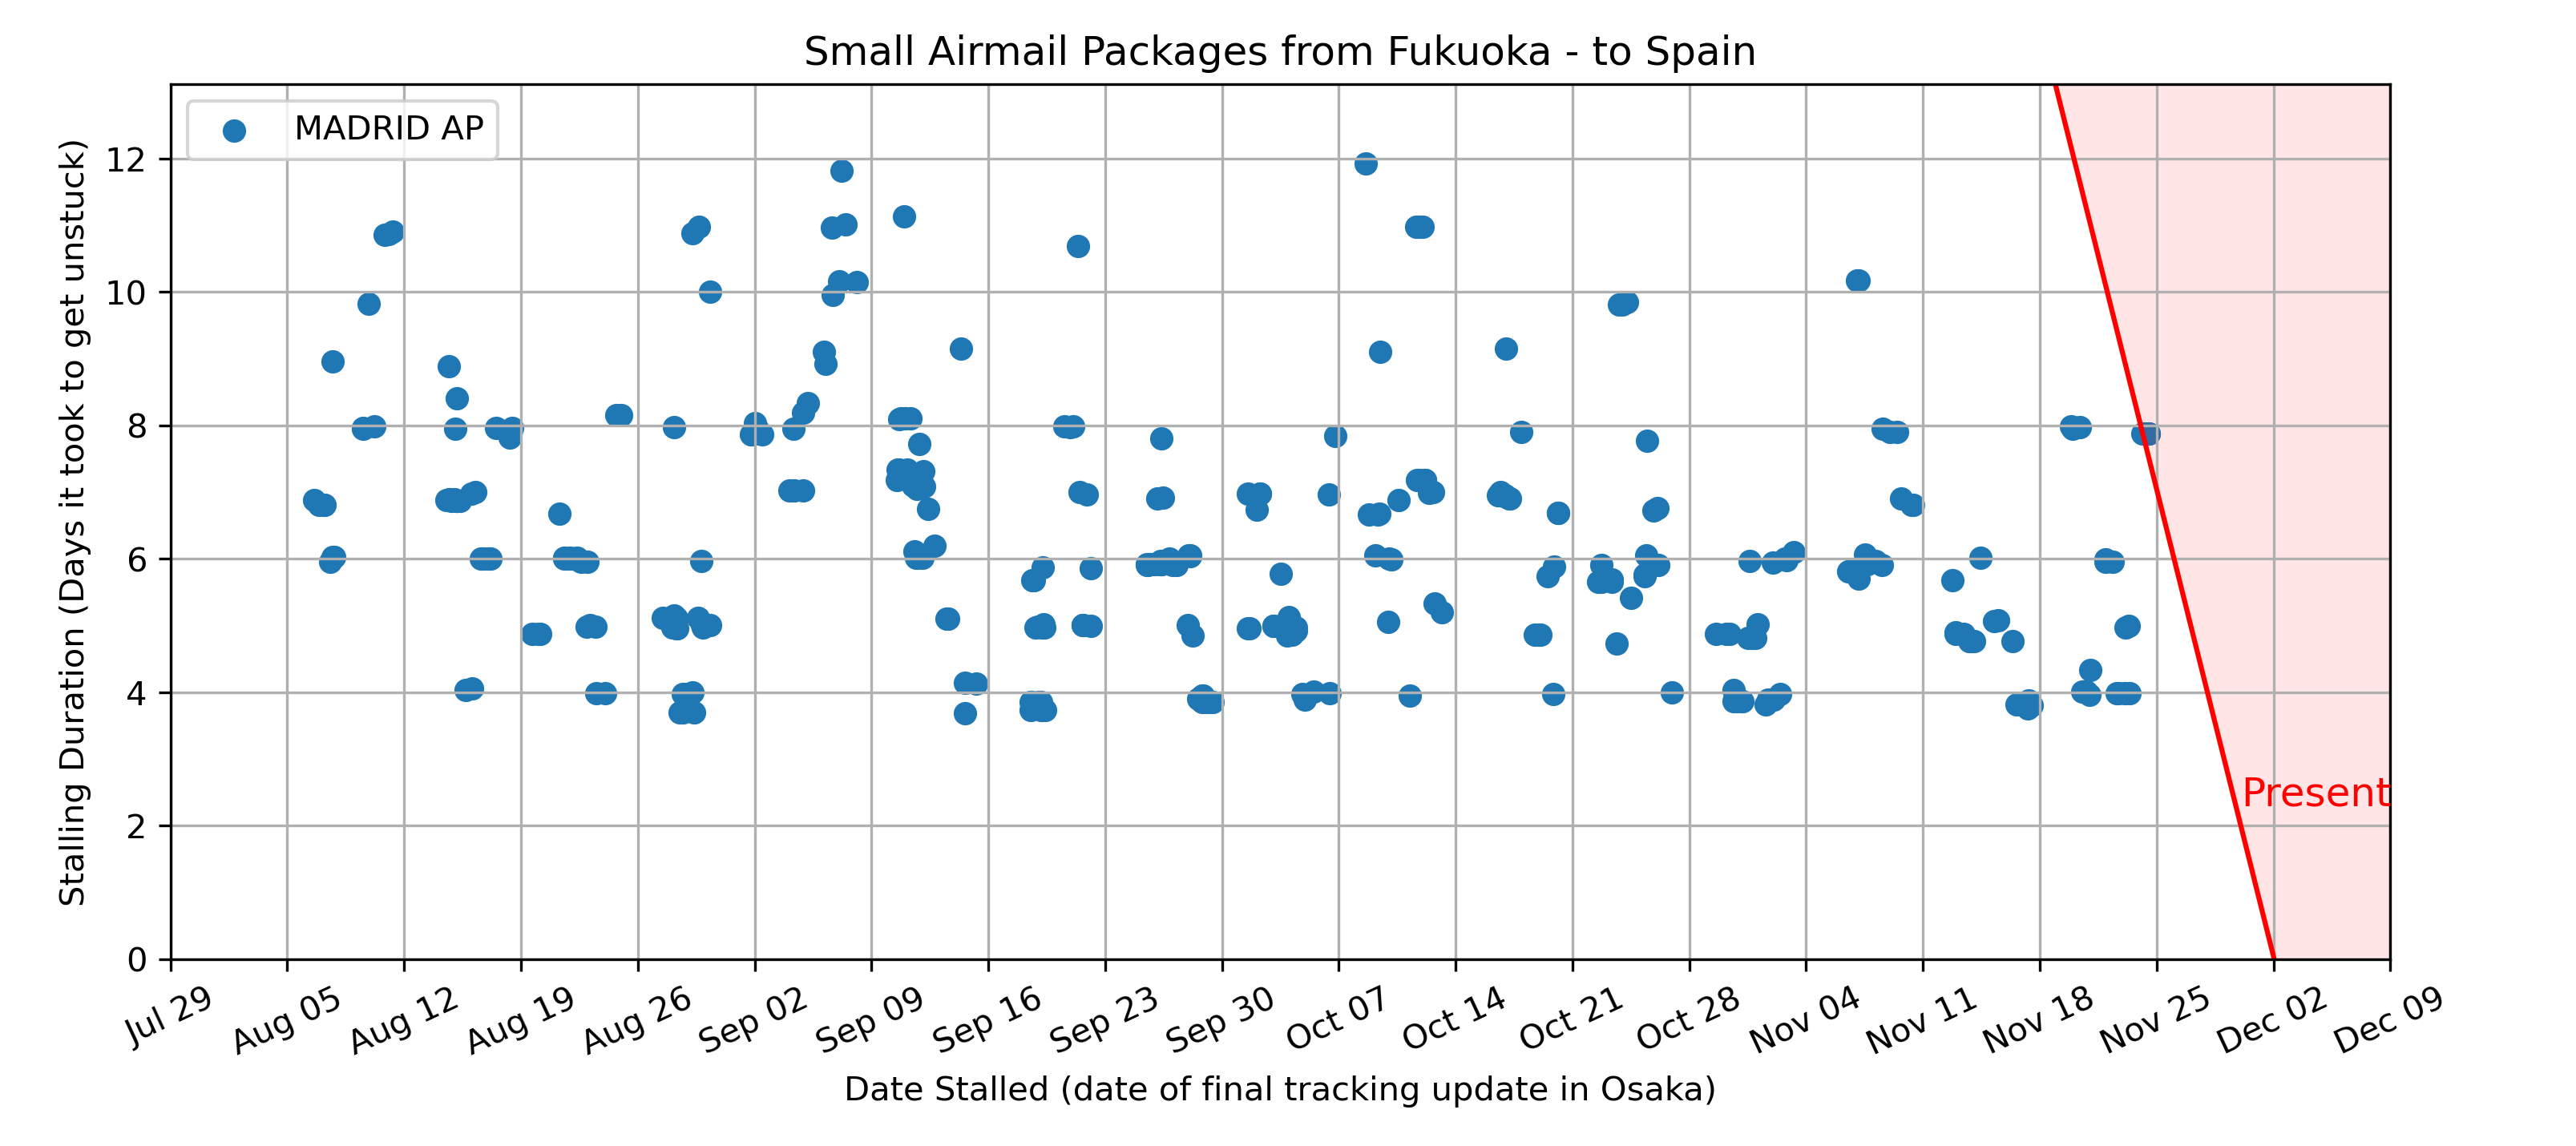 Small Airmail Packages from Fukuoka - to Spain
MADRID AP
Stalling Duration (Days it took to get unstuck)
12
10
8
6
4
2
0
Present
Jul 29
Aug 05
Aug 12
Aug 19
Aug 26
Sep 02
Sep 09
Sep 16
Sep 23
Sep 30
Oct 07
Oct 14
Oct 21
Oct 28
Nov 04
Nov 11
Nov 18
Nov 25
Dec 02
Dec 09
Date Stalled (date of final tracking update in Osaka)